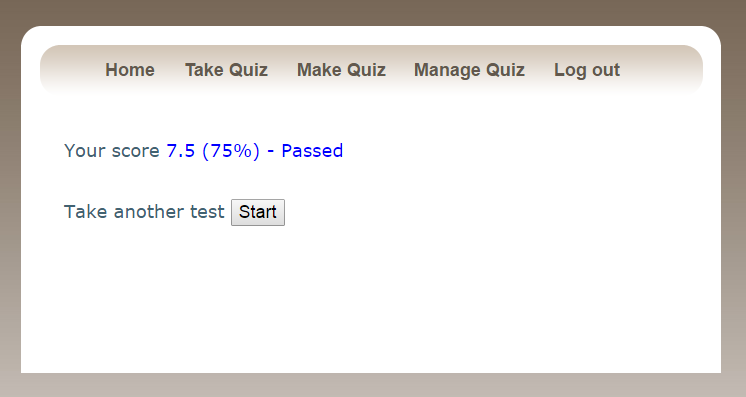 Home Take Quiz Make Quiz Manage Quiz Log out
Your score 7.5 (75%) - Passed
Take another test Start